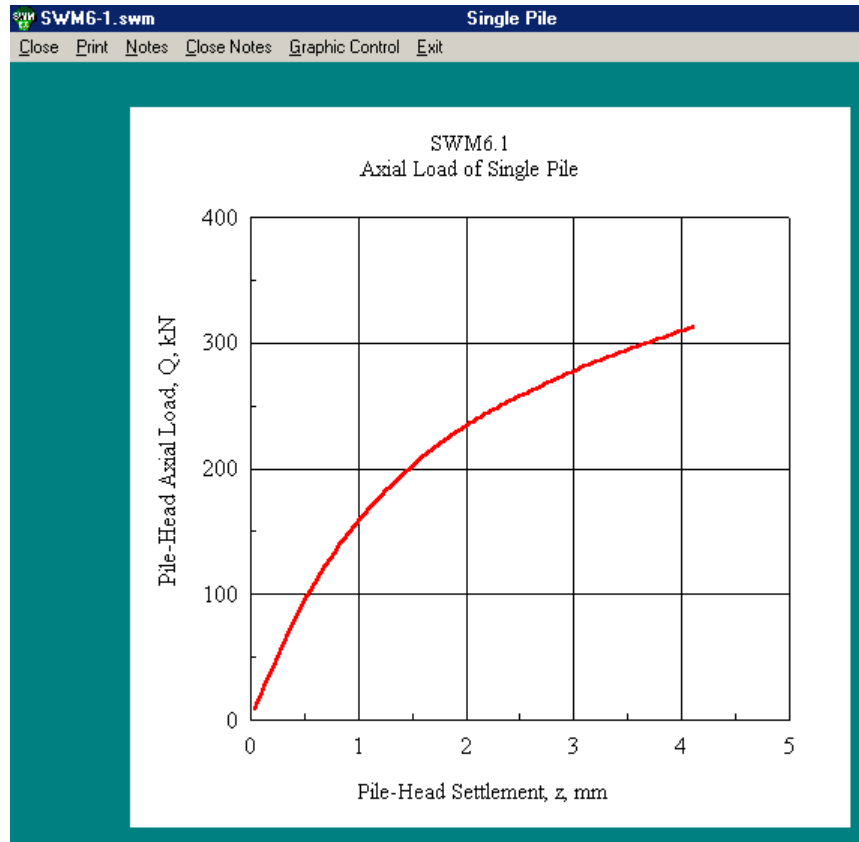 SWM6-1.swm Single Pile
Close Print Notes Close Notes Graphic Control Exit
SWM6.1
Axial Load of Single Pile
400
300
200
100
0
Pile-Head Axial Load, Q, kN
0 1 2 3 4 5
Pile-Head Settlement, z, mm